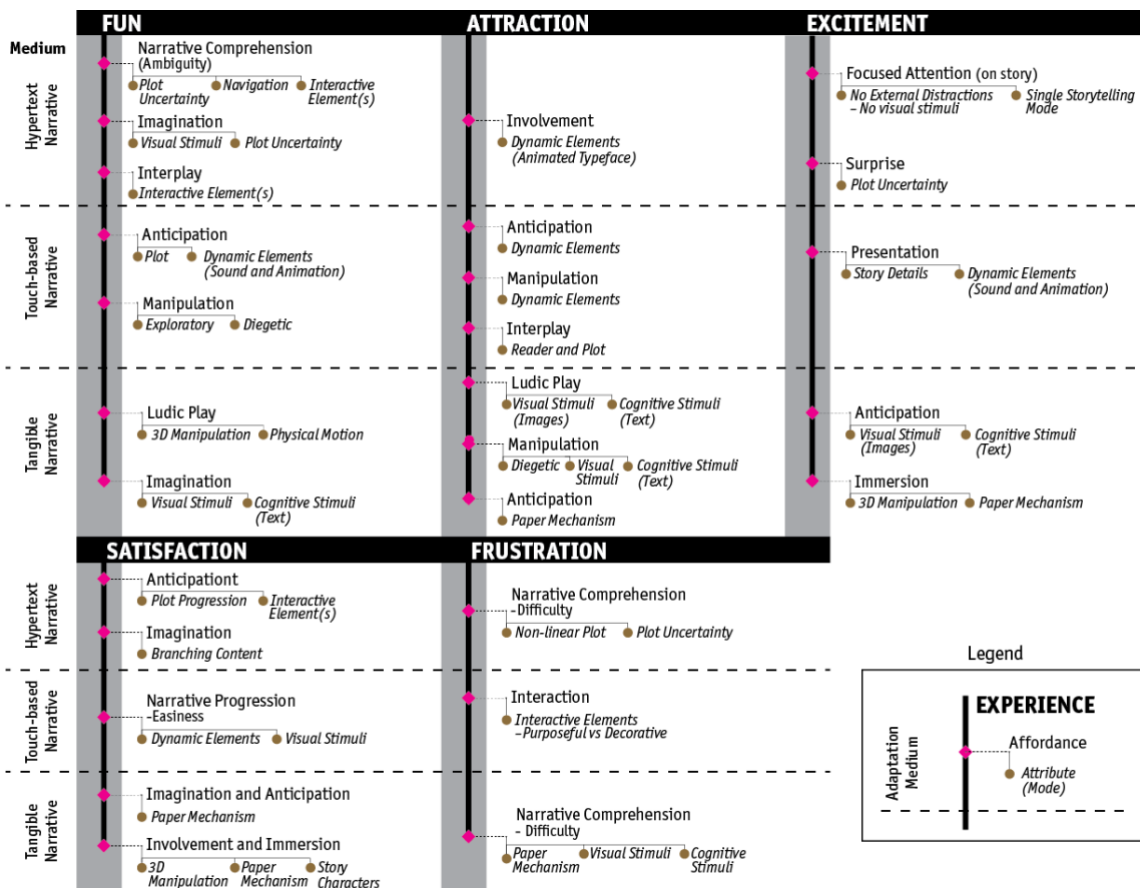 FUN
ATTRACTION
EXCITEMENT
Medium
Hypertext
Narrative
Narrative Comprehension
(Ambiguity)
Plot
Uncertainty
Navigation
Interactive
Element(s)
Imagination
Visual Stimuli
Plot Uncertainty
Interplay
Interactive Element(s)
Involvement
Dynamic Elements
(Animated Typeface)
Focused Attention (on story)
No External Distractions
– No visual stimuli
Single Storytelling
Mode
Surprise
Plot Uncertainty
Touch-based
Narrative
Anticipation
Plot
Dynamic Elements
(Sound and Animation)
Manipulation
Exploratory
Diegetic
Anticipation
Dynamic Elements
Manipulation
Dynamic Elements
Interplay
Reader and Plot
Presentation
Story Details
Dynamic Elements
(Sound and Animation)
Tangible
Narrative
Ludic Play
3D Manipulation
Physical Motion
Imagination
Visual Stimuli
Cognitive Stimuli
(Text)
Ludic Play
Visual Stimuli
(Images)
Cognitive Stimuli
(Text)
Manipulation
Diegetic
Visual
Stimuli
Cognitive Stimuli
(Text)
Anticipation
Paper Mechanism
Anticipation
Visual Stimuli
(Images)
Cognitive Stimuli
(Text)
Immersion
3D Manipulation
Paper Mechanism
SATISFACTION
FRUSTRATION
Hypertext
Narrative
Anticipationt
Plot Progression
Interactive
Element(s)
Imagination
Branching Content
Narrative Comprehension
-Difficulty
Non-linear Plot
Plot Uncertainty
Touch-based
Narrative
Narrative Progression
-Easiness
Dynamic Elements
Visual Stimuli
Interaction
Interactive Elements
–Purposeful vs Decorative
Tangible
Narrative
Imagination and Anticipation
Paper Mechanism
Involvement and Immersion
3D
Manipulation
Paper
Mechanism
Story
Characters
Narrative Comprehension
- Difficulty
Paper
Mechanism
Visual Stimuli
Cognitive
Stimuli
Legend
Adaptation
Medium
EXPERIENCE
Affordance
Attribute
(Mode)